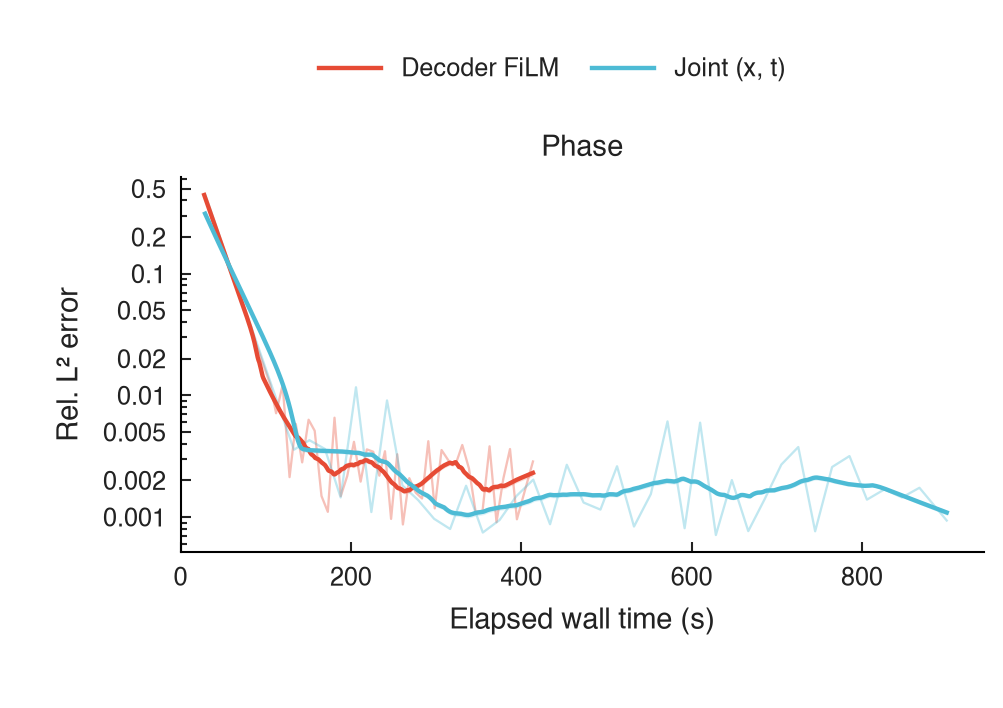 Decoder FiLM
Joint (x, t)
Phase
Rel. L² error
0.5
0.2
0.1
0.05
0.02
0.01
0.005
0.002
0.001
0 200 400 600 800
Elapsed wall time (s)